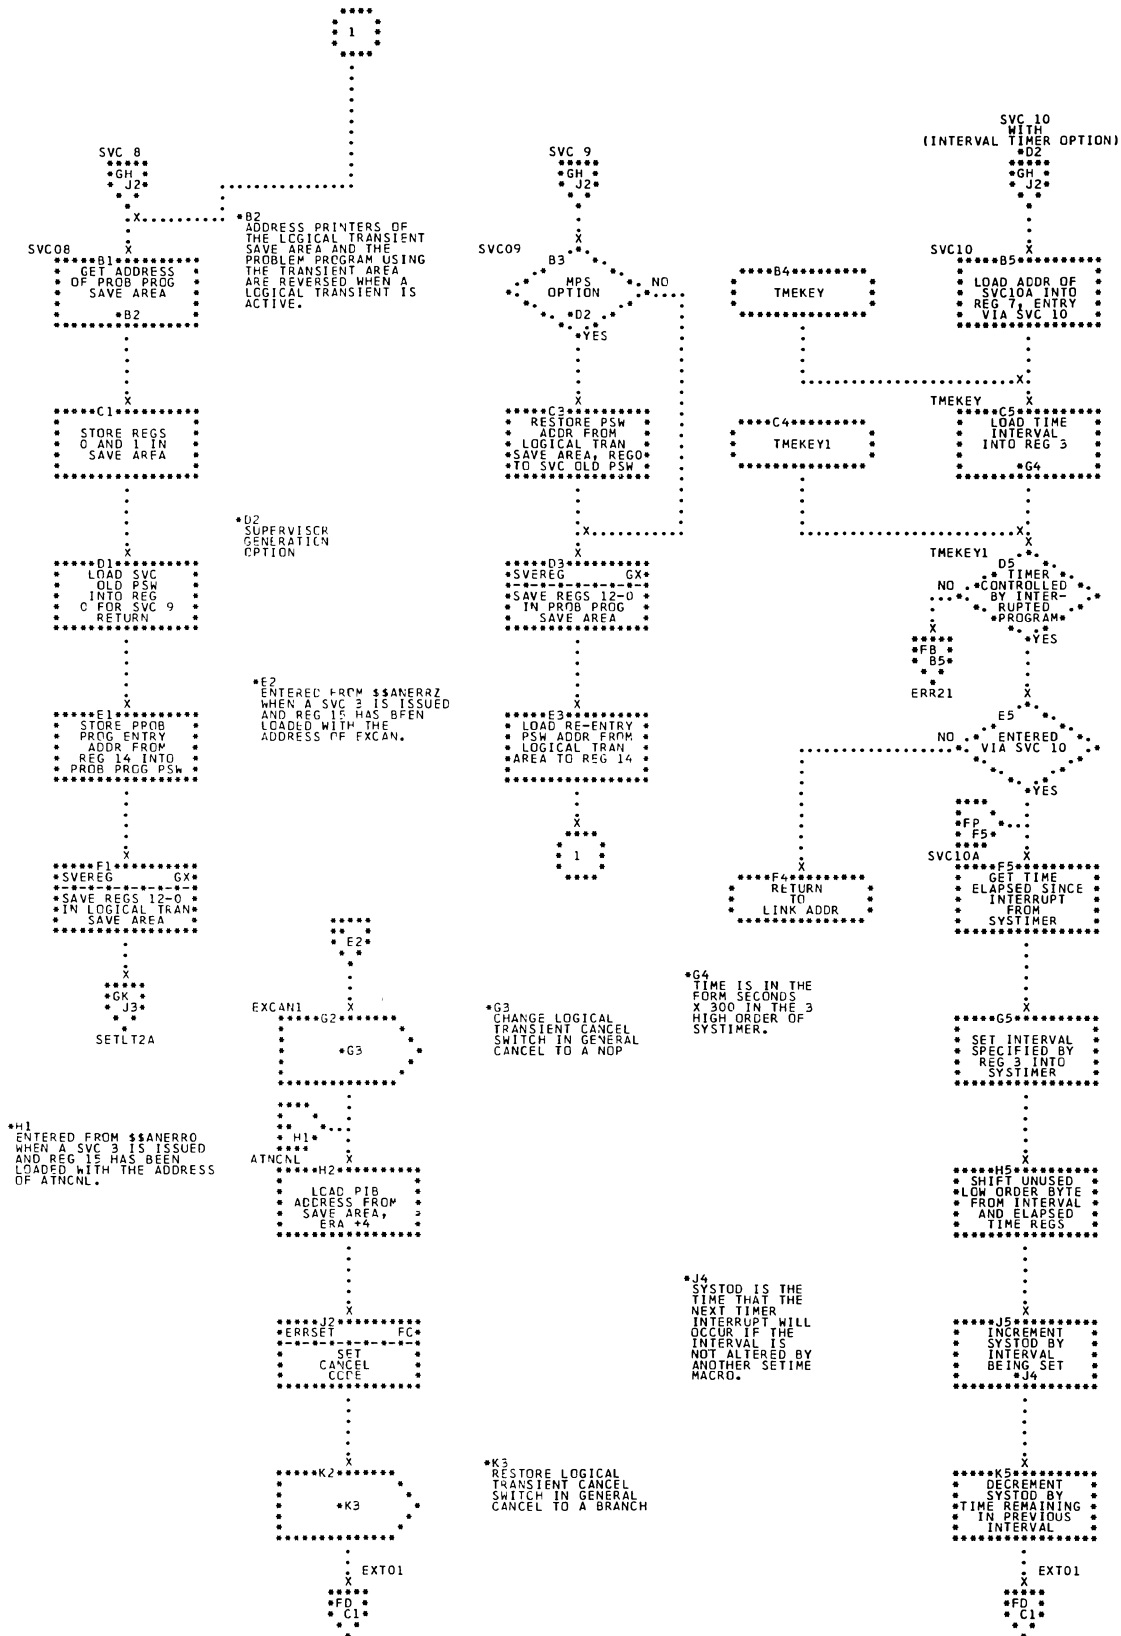 1
SVC 8
GH
J2
*B2
ADDRESS PRINTERS OF
THE LOGICAL TRANSIENT
SAVE AREA AND THE
PROBLEM PROGRAM USING
THE TRANSIENT AREA
ARE REVERSED WHEN A
LOGICAL TRANSIENT IS
ACTIVE.
SVC08
B1
GET ADDRESS
OF PROB PROG
SAVE AREA
*B2
C1
STORE REGS
0 AND 1 IN
SAVE AREA
*D2
SUPERVISCR
GENERATION
OPTION
D1
LOAD SVC
OLD PSW
INTO REG
0 FOR SVC 9
RETURN
*E2
ENTERED FROM $$ANERRZ
WHEN A SVC 3 IS ISSUED
AND REG 15 HAS BEEN
LOADED WITH THE
ADDRESS OF EXCAN.
E1
STORE PROB
PROG ENTRY
ADDR FROM
REG 14 INTO
PROB PROG PSW
F1
SVEREG GX
SAVE REGS 12-0
IN LOGICAL TRAN
SAVE AREA
GK
J3
SETLT2A
E2
EXCAN1
G2
*G3
*G3
CHANGE LOGICAL
TRANSIENT CANCEL
SWITCH IN GENERAL
CANCEL TO A NOP
*H1
ENTERED FROM $$ANERRO
WHEN A SVC 3 IS ISSUED
AND REG 15 HAS BEEN
LOADED WITH THE ADDRESS
OF ATNCNL.
H1
ATNCNL
H2
LOAD PIB
ADDRESS FROM
SAVE AREA,
ERA +4
J2
ERRSET FC
SET
CANCEL
CODE
K2
*K3
*K3
RESTORE LOGICAL
TRANSIENT CANCEL
SWITCH IN GENERAL
CANCEL TO A BRANCH
EXT01
FD
C1
SVC 9
GH
J2
SVC09
B3
MPS
OPTION
D2
NO
YES
C3
RESTORE PSW
ADDR FROM
LOGICAL TRAN
SAVE AREA, REG0
TO SVC OLD PSW
D3
SVEREG GX
SAVE REGS 12-0
IN PROB PROG
SAVE AREA
E3
LOAD RE-ENTRY
PSW ADDR FROM
LOGICAL TRAN
AREA TO REG 14
1
SVC 10
WITH
(INTERVAL TIMER OPTION)
*D2
GH
J2
SVC10
B4
TMEKEY
B5
LOAD ADDR OF
SVC10A INTO
REG 7, ENTRY
VIA SVC 10
TMEKEY
C4
TMEKEY1
C5
LOAD TIME
INTERVAL
INTO REG 3
*G4
TMEKEY1
D5
TIMER
CONTROLLED
BY INTER-
RUPTED
PROGRAM
NO
YES
FB
B5
ERR21
E5
ENTERED
VIA SVC 10
NO
YES
FP
F5
SVC10A
F4
RETURN
TO
LINK ADDR
F5
GET TIME
ELAPSED SINCE
INTERRUPT
FROM
SYSTIMER
*G4
TIME IS IN THE
FORM SECONDS
X 300 IN THE 3
HIGH ORDER OF
SYSTIMER.
G5
SET INTERVAL
SPECIFIED BY
REG 3 INTO
SYSTIMER
H5
SHIFT UNUSED
LOW ORDER BYTE
FROM INTERVAL
AND ELAPSED
TIME REGS
*J4
SYSTOD IS THE
TIME THAT THE
NEXT TIMER
INTERRUPT WILL
OCCUR IF THE
INTERVAL IS
NOT ALTERED BY
ANOTHER SETIME
MACRO.
J5
INCREMENT
SYSTOD BY
INTERVAL
BEING SET
*J4
K5
DECREMENT
SYSTOD BY
TIME REMAINING
IN PREVIOUS
INTERVAL
EXT01
FD
C1